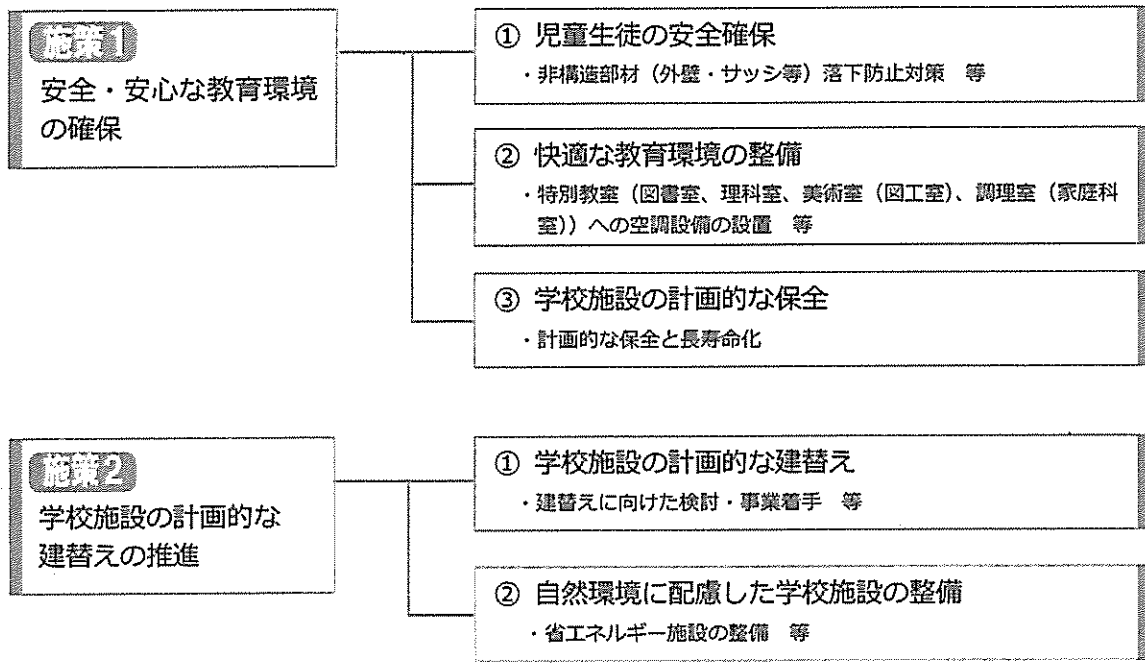 施策1
安全・安心な教育環境
の確保
① 児童生徒の安全確保
・非構造部材（外壁・サッシ等）落下防止対策　等
② 快適な教育環境の整備
・特別教室（図書室、理科室、美術室（図工室）、調理室（家庭科
室））への空調設備の設置　等
③ 学校施設の計画的な保全
・計画的な保全と長寿命化
施策2
学校施設の計画的な
建替えの推進
① 学校施設の計画的な建替え
・建替えに向けた検討・事業着手　等
② 自然環境に配慮した学校施設の整備
・省エネルギー施設の整備　等